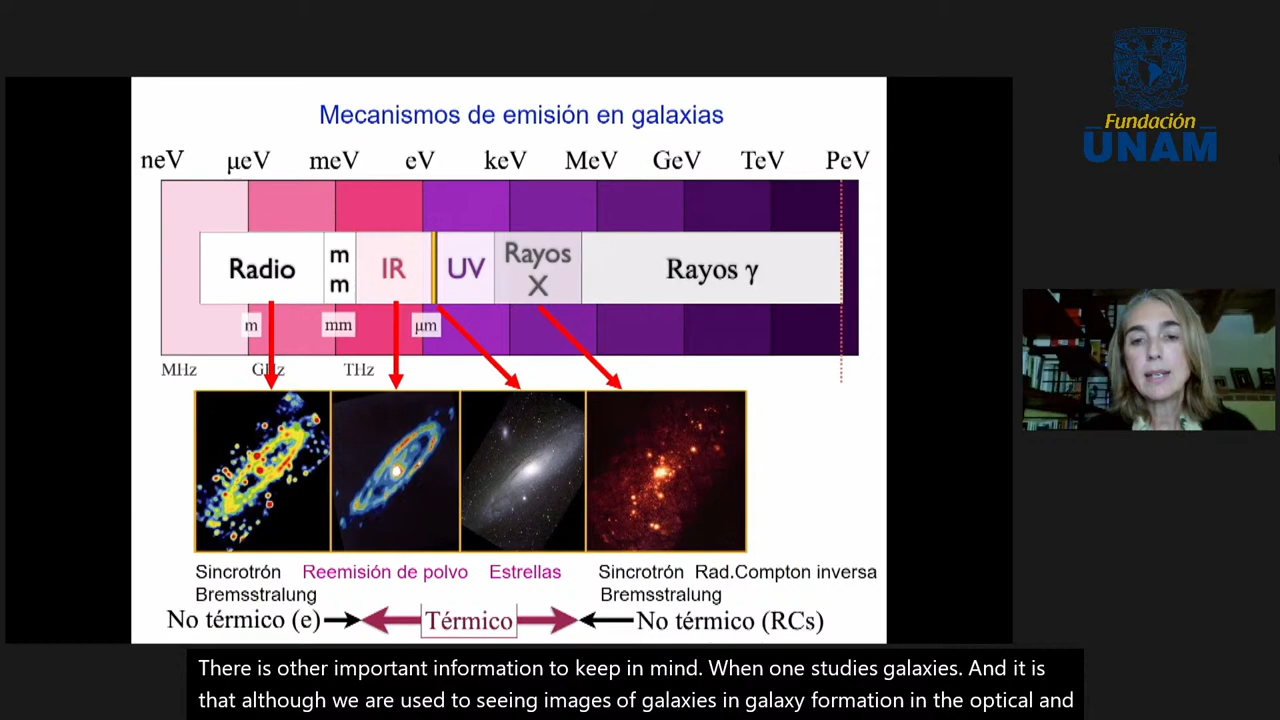 Mecanismos de emisión en galaxias
neV μeV meV eV keV MeV GeV TeV PeV
Radio
m
m
IR
UV
Rayos
X
Rayos γ
m mm μm
MHz GHz THz
Sincrotrón Reemisión de polvo Estrellas Sincrotrón Rad.Compton inversa
Bremsstralung Bremsstralung
No térmico (e) Térmico No térmico (RCs)
Fundación
UNAM
There is other important information to keep in mind. When one studies galaxies. And it is
that although we are used to seeing images of galaxies in galaxy formation in the optical and